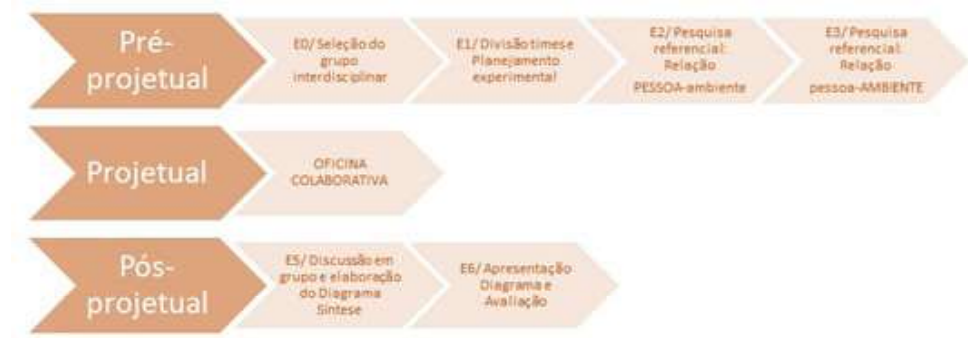 Pré-
projetual
E0/ Seleção do
grupo
interdisciplinar
E1/ Divisão times e
Planejamento
experimental
E2/ Pesquisa
referencial:
Relação
PESSOA-ambiente
E3/ Pesquisa
referencial:
Relação
pessoa-AMBIENTE
Projetual
OFICINA
COLABORATIVA
Pós-
projetual
E5/ Discussão em
grupo e elaboração
do Diagrama
Síntese
E6/ Apresentação
Diagrama e
Avaliação